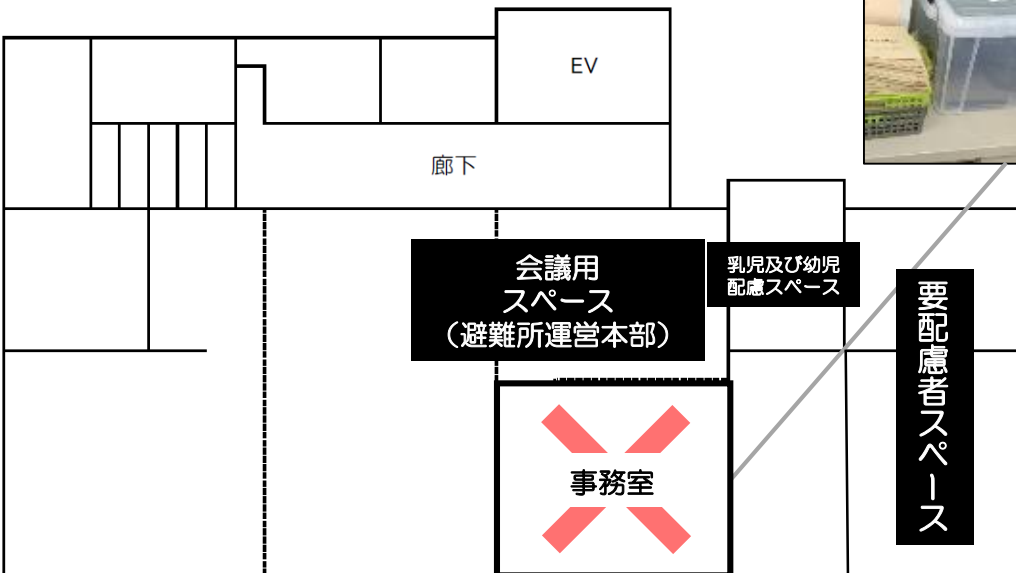 EV
廊下
会議用
スペース
（避難所運営本部）
乳児及び幼児
配慮スペース
要配慮者スペース
事務室